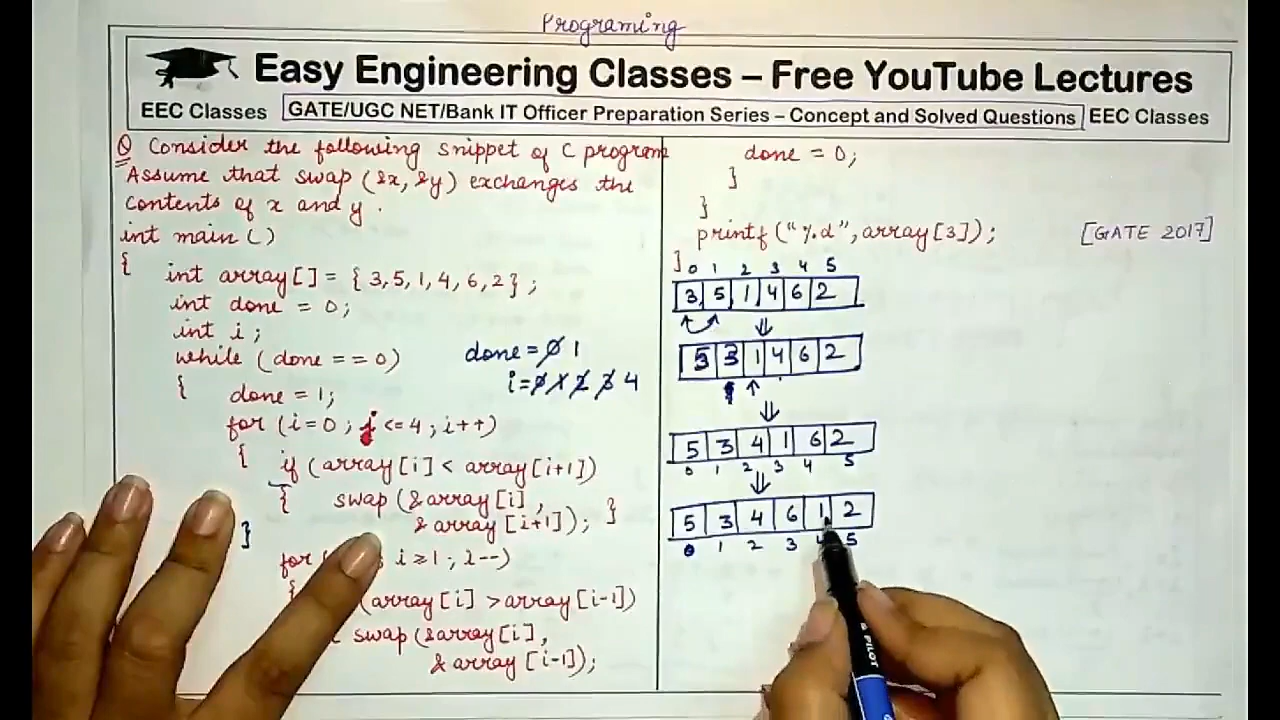 Programing
Easy Engineering Classes – Free YouTube Lectures
EEC Classes GATE/UGC NET/Bank IT Officer Preparation Series – Concept and Solved Questions EEC Classes
Q Consider the following snippet of C program
Assume that swap (&x, &y) exchanges the
contents of x and y.
int main ()
{
int array[] = { 3, 5, 1, 4, 6, 2 } ;
int done = 0;
int i ;
while (done == 0)
{
done = 1;
for (i=0 ; i <=4 ; i++)
{ if (array[i] < array[i+1])
{ swap (&array[i] ,
& array[i+1]); }
}
for i ≥ 1 ; i--)
(array[i] > array[i-1])
{ swap (&array[i],
& array [i-1]);
done = 0 1
i = 0 1 2 3 4
done = 0;
}
}
printf ("%d", array[3]); [GATE 2017]
}
0 1 2 3 4 5
3 5 1 4 6 2
5 3 1 4 6 2
5 3 4 1 6 2
0 1 2 3 4 5
5 3 4 6 1 2
0 1 2 3 4 5
PILOT